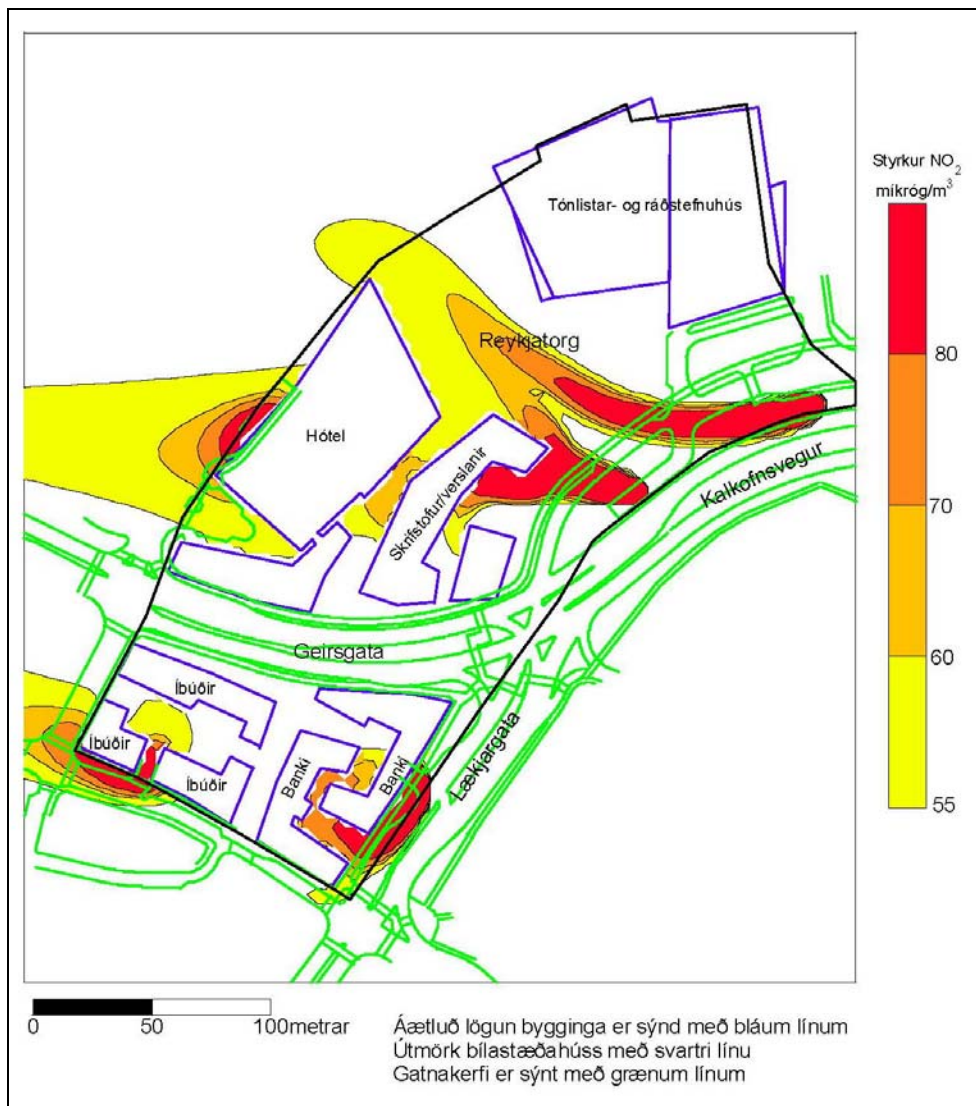 Styrkur NO₂
míkróg/m³
80
70
60
55
Tónlistar- og ráðstefnuhús
Reykjatorg
Hótel
Skrifstofur/verslanir
Kalkofnsvegur
Geirsgata
Íbúðir
Íbúðir
Íbúðir
Banki
Banki
Lækjargata
0 50 100metrar
Áætluð lögun bygginga er sýnd með bláum línum
Útmörk bílastæðahúss með svartri línu
Gatnakerfi er sýnt með grænum línum